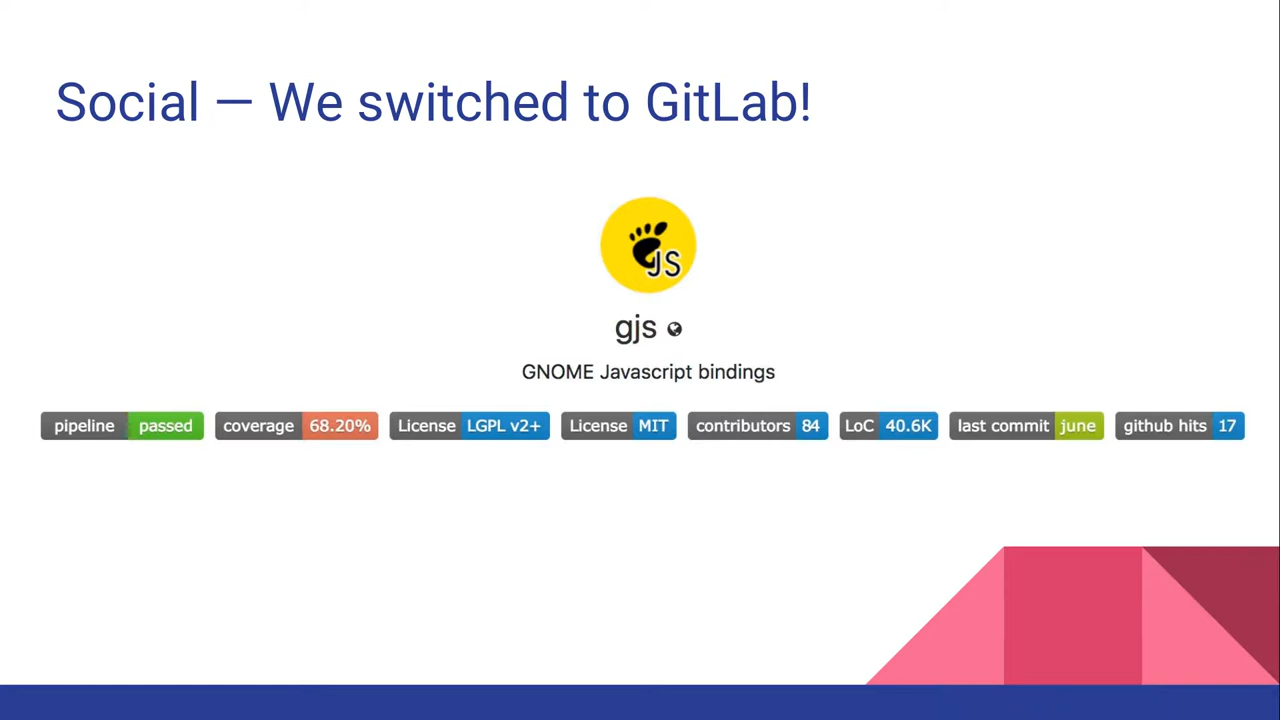 Social — We switched to GitLab!
JS
gjs
GNOME Javascript bindings
pipeline passed coverage 68.20% License LGPL v2+ License MIT contributors 84 LoC 40.6K last commit june github hits 17